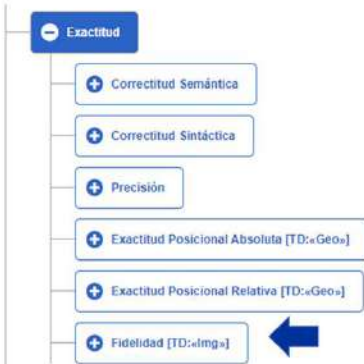 Exactitud
Correctitud Semántica
Correctitud Sintáctica
Precisión
Exactitud Posicional Absoluta [TD:«Geo»]
Exactitud Posicional Relativa [TD:«Geo»]
Fidelidad [TD:«Img»]